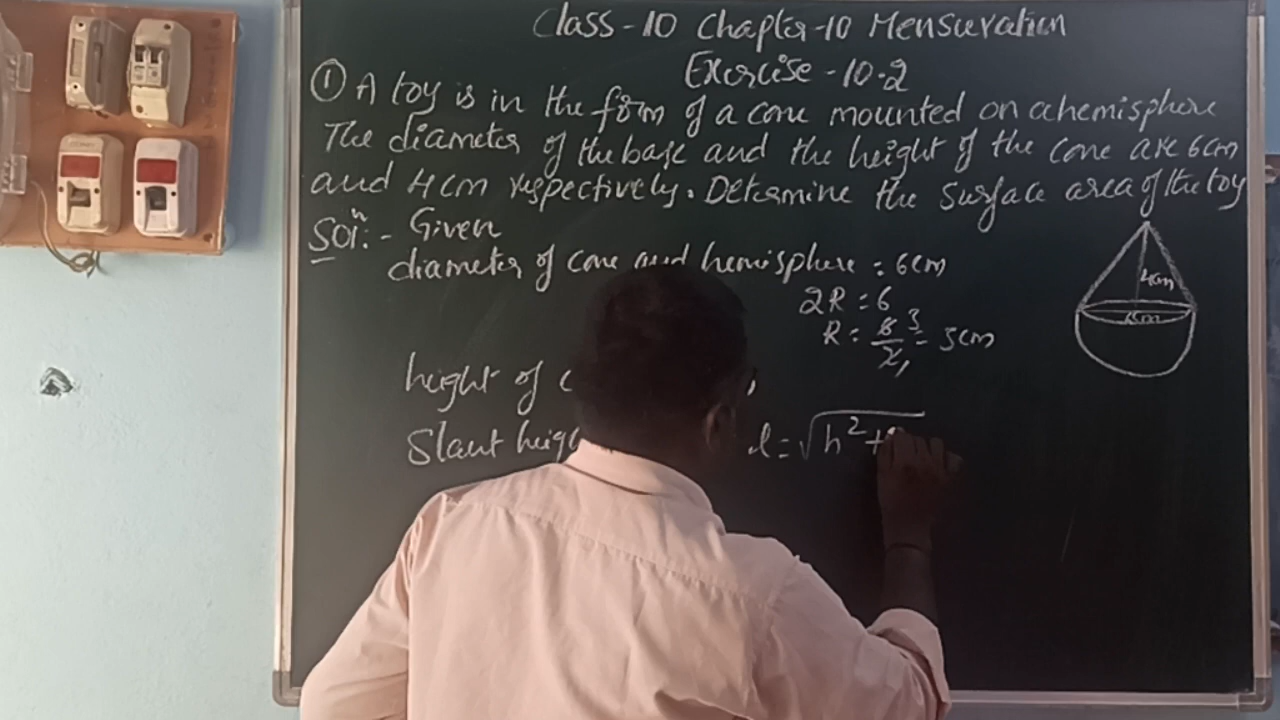 Class-10 Chapter-10 Mensuration
Exercise-10.2
① A toy is in the form of a cone mounted on a hemisphere
The diameter of the base and the height of the cone are 6cm
and 4cm respectively. Determine the surface area of the toy
Solⁿ:- Given
diameter of cone and hemisphere = 6cm
2R = 6
R = 6/2 = 3cm
height of
Slant
l = √h²+
4cm
6cm